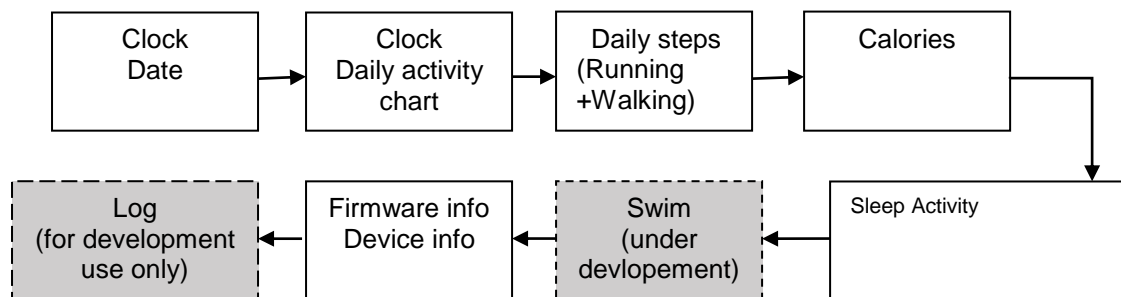 Clock
Date
Clock
Daily activity
chart
Daily steps
(Running
+Walking)
Calories
Sleep Activity
Swim
(under
devlopement)
Firmware info
Device info
Log
(for development
use only)